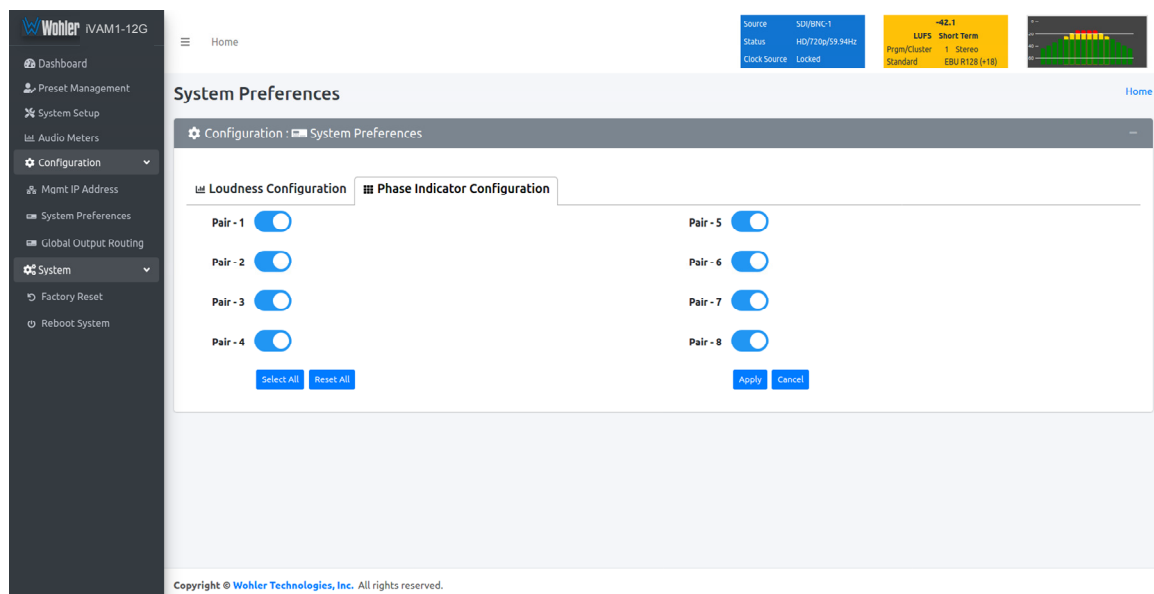 Wohler iVAM1-12G
Dashboard
Preset Management
System Setup
Audio Meters
Configuration
Mgmt IP Address
System Preferences
Global Output Routing
System
Factory Reset
Reboot System
Home
Source SDI/BNC-1
Status HD/720p/59.94Hz
Clock Source Locked
-42.1
LUFS Short Term
Prgm/Cluster 1 Stereo
Standard EBU R128 (+18)
System Preferences
Home
Configuration : System Preferences
Loudness Configuration
Phase Indicator Configuration
Pair - 1
Pair - 2
Pair - 3
Pair - 4
Select All Reset All
Pair - 5
Pair - 6
Pair - 7
Pair - 8
Apply Cancel
Copyright © Wohler Technologies, Inc. All rights reserved.